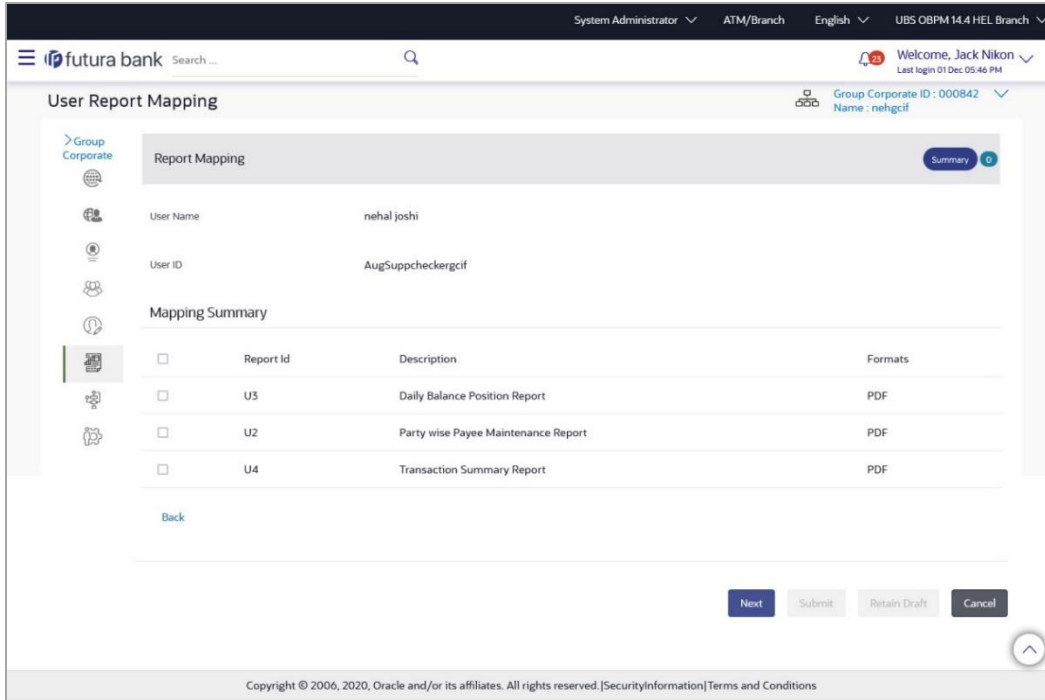 System Administrator ATM/Branch English UBS OBPM 14.4 HEL Branch
futura bank Search ... 23 Welcome, Jack Nikon
Last login 01 Dec 05:46 PM
User Report Mapping Group Corporate ID : 000842
Name : nehgcif
Group Corporate
Report Mapping Summary 0
User Name nehal joshi
User ID AugSuppcheckergcif
Mapping Summary
Report Id Description Formats
U3 Daily Balance Position Report PDF
U2 Party wise Payee Maintenance Report PDF
U4 Transaction Summary Report PDF
Back
Next Submit Retain Draft Cancel
Copyright © 2006, 2020, Oracle and/or its affiliates. All rights reserved.|SecurityInformation|Terms and Conditions